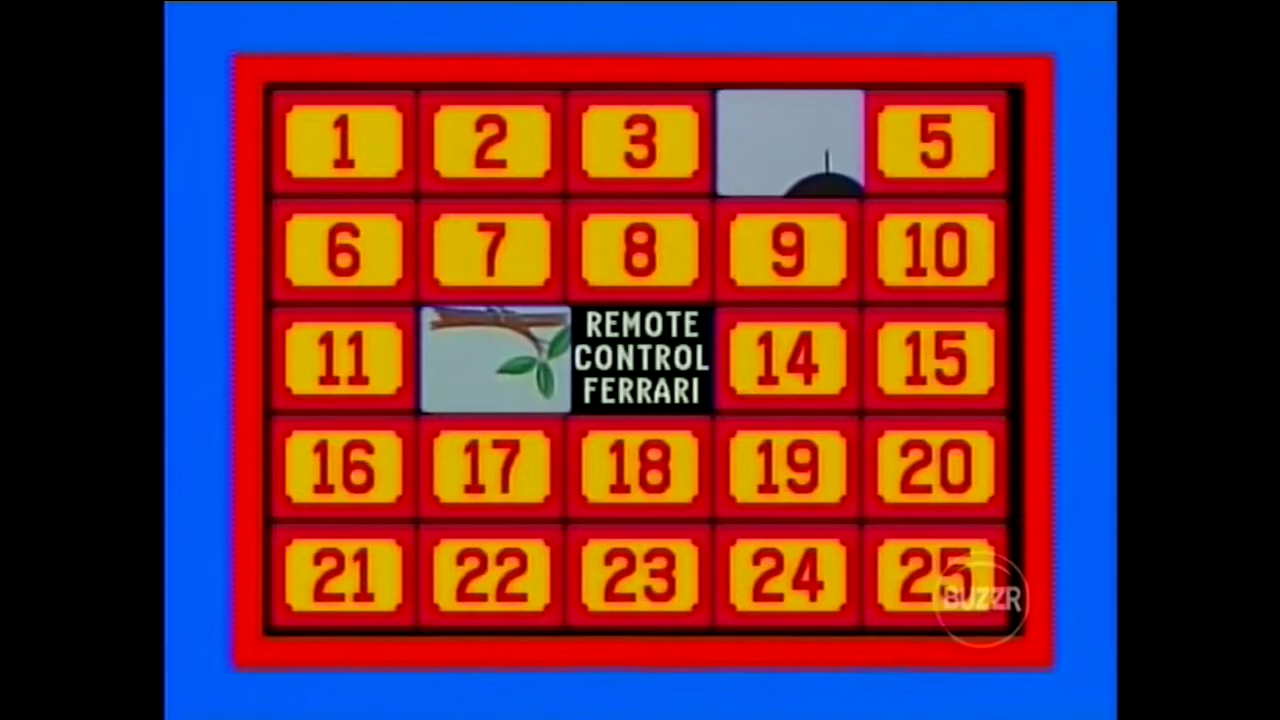 1 2 3 5
6 7 8 9 10
11 REMOTE
CONTROL
FERRARI 14 15
16 17 18 19 20
21 22 23 24 25
BUZZR